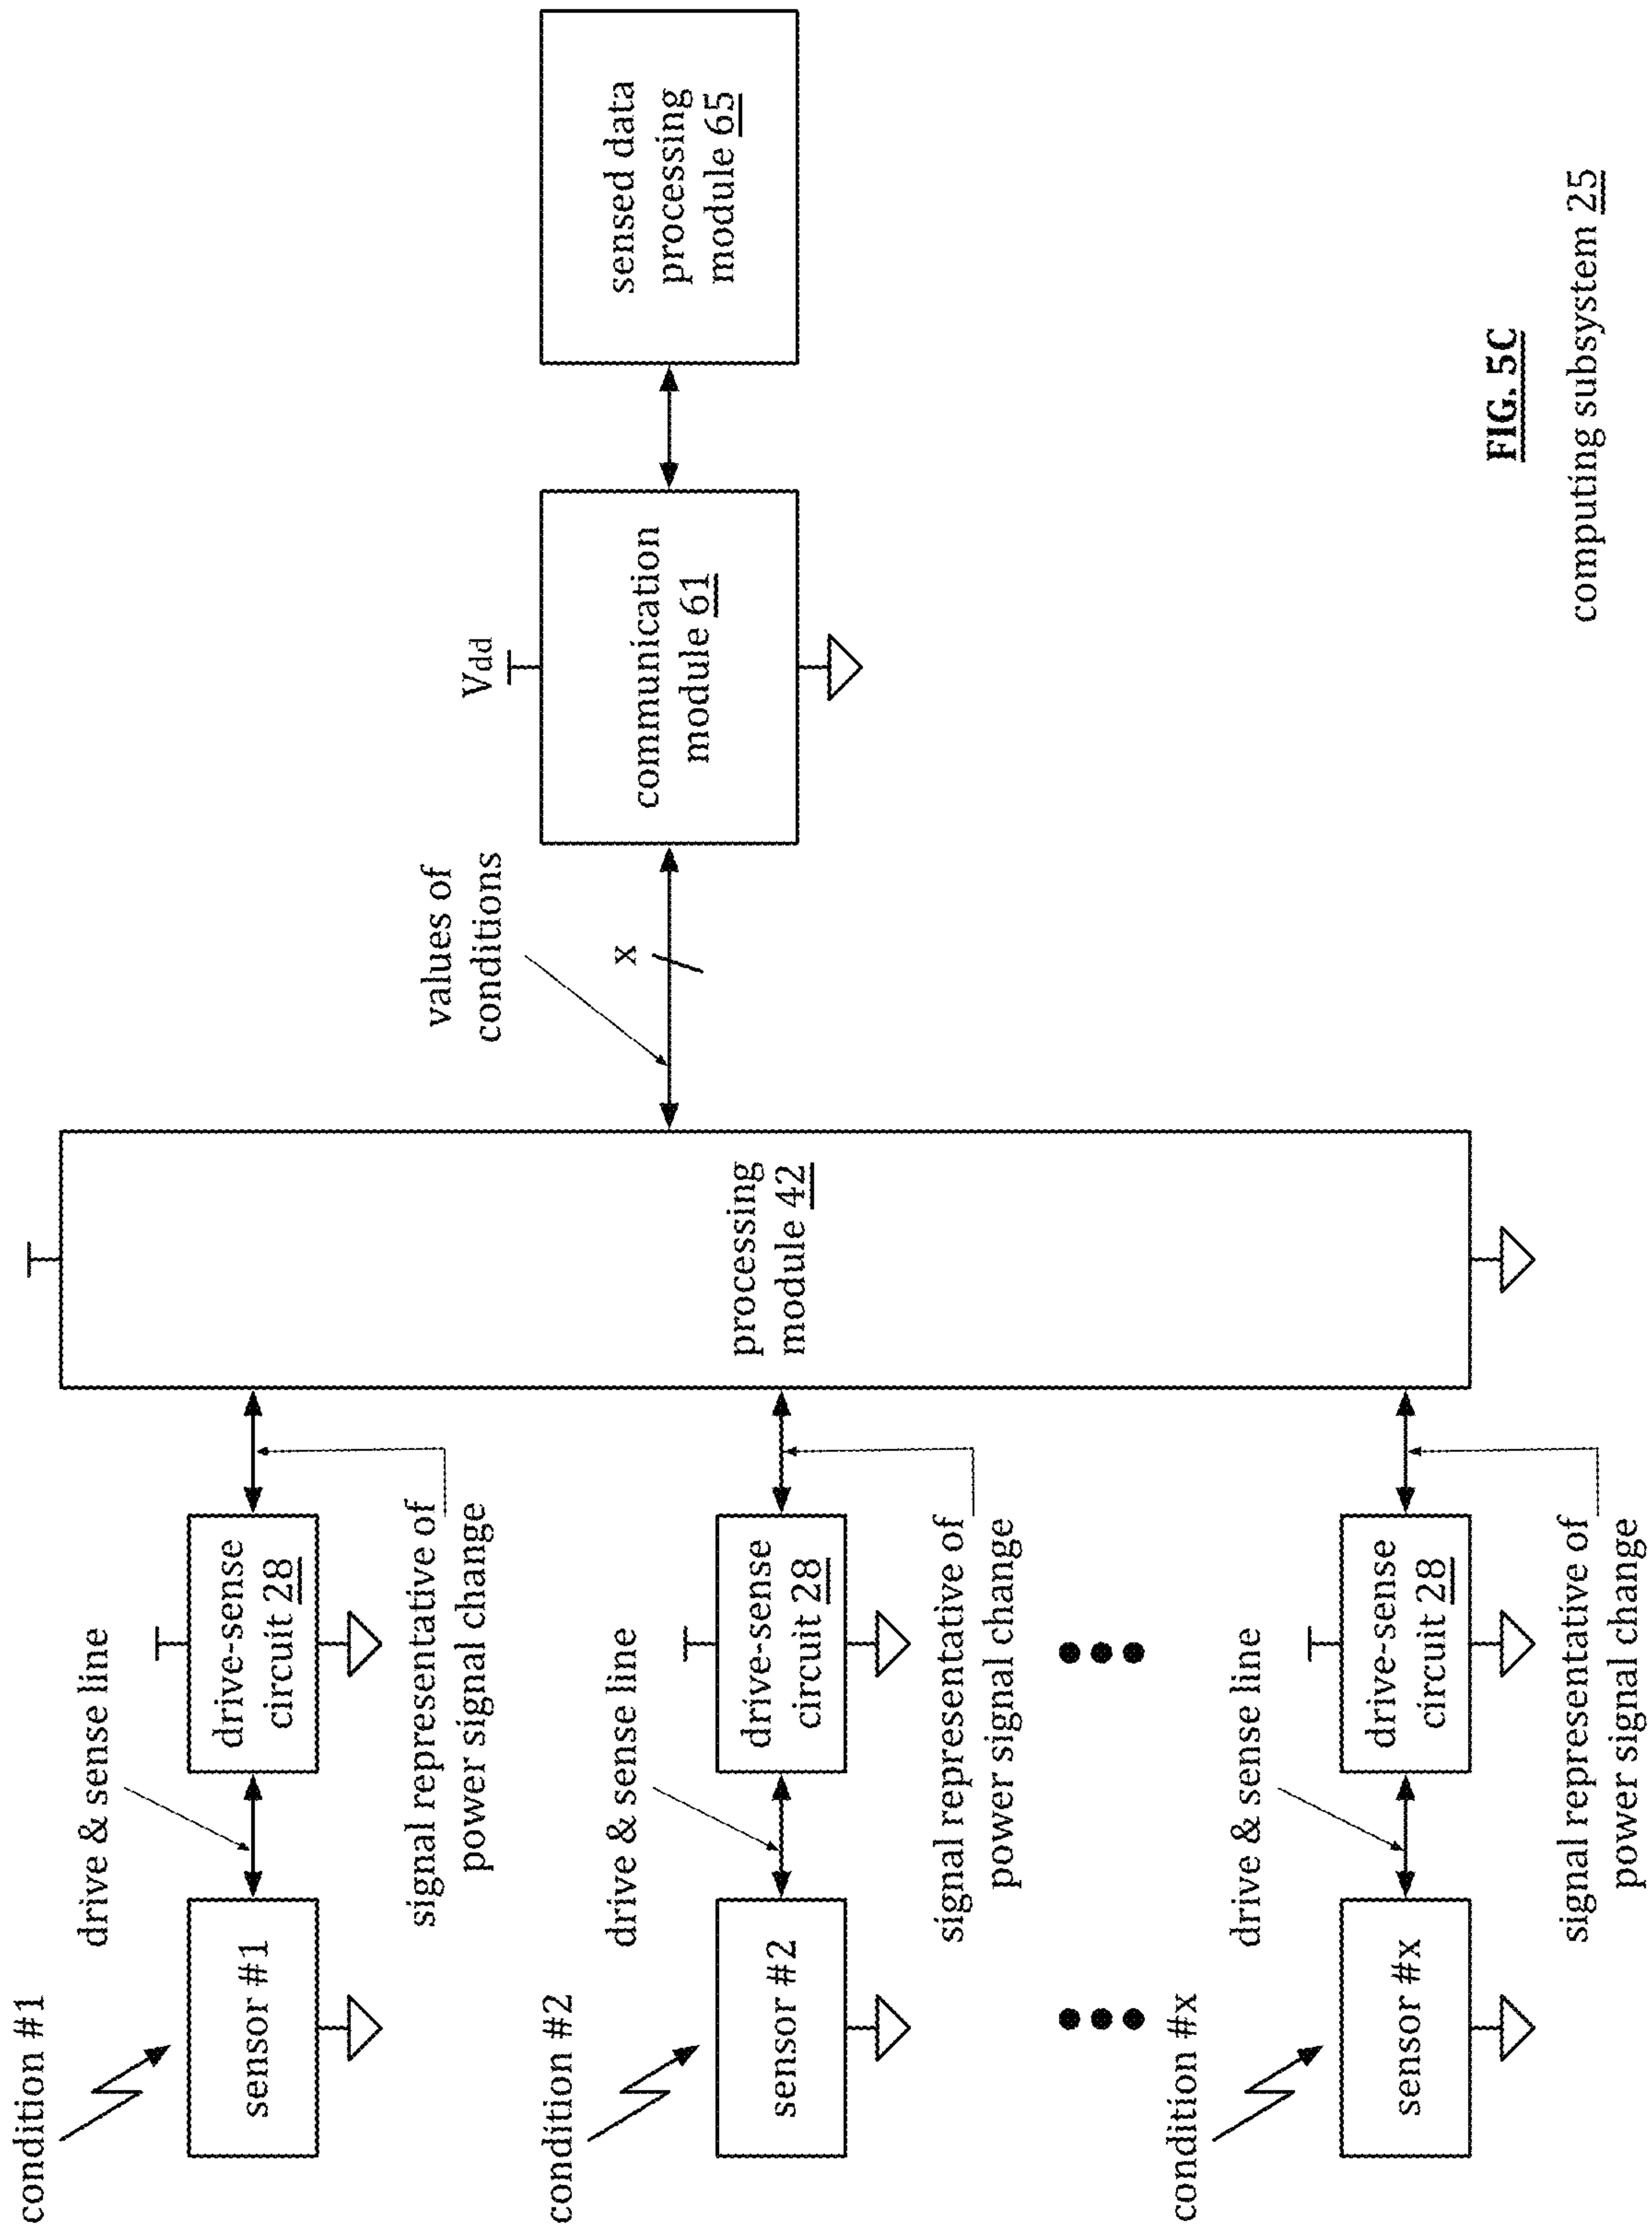 condition #1
drive & sense line
sensor #1
drive-sense
circuit 28
signal representative of
power signal change
condition #2
drive & sense line
sensor #2
drive-sense
circuit 28
signal representative of
power signal change
condition #x
drive & sense line
sensor #x
drive-sense
circuit 28
signal representative of
power signal change
processing
module 42
values of
conditions
x
Vdd
communication
module 61
sensed data
processing
module 65
FIG. 5C
computing subsystem 25